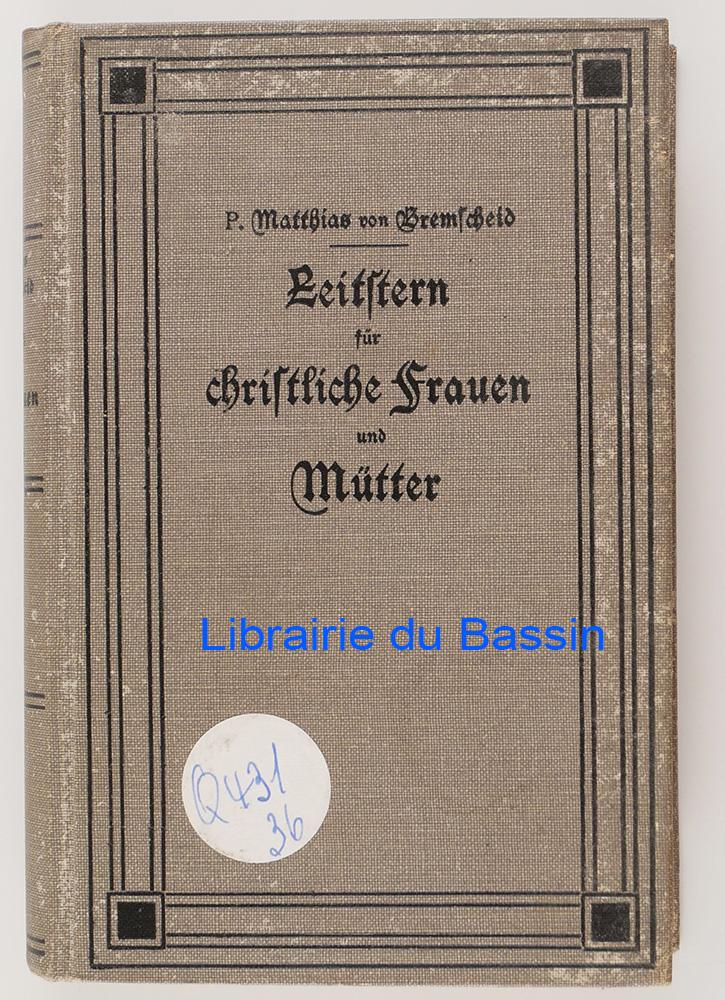 P. Matthias von Bremscheid
Leitstern
für
christliche Frauen
und
Mütter
Librairie du Bassin
Q431
36